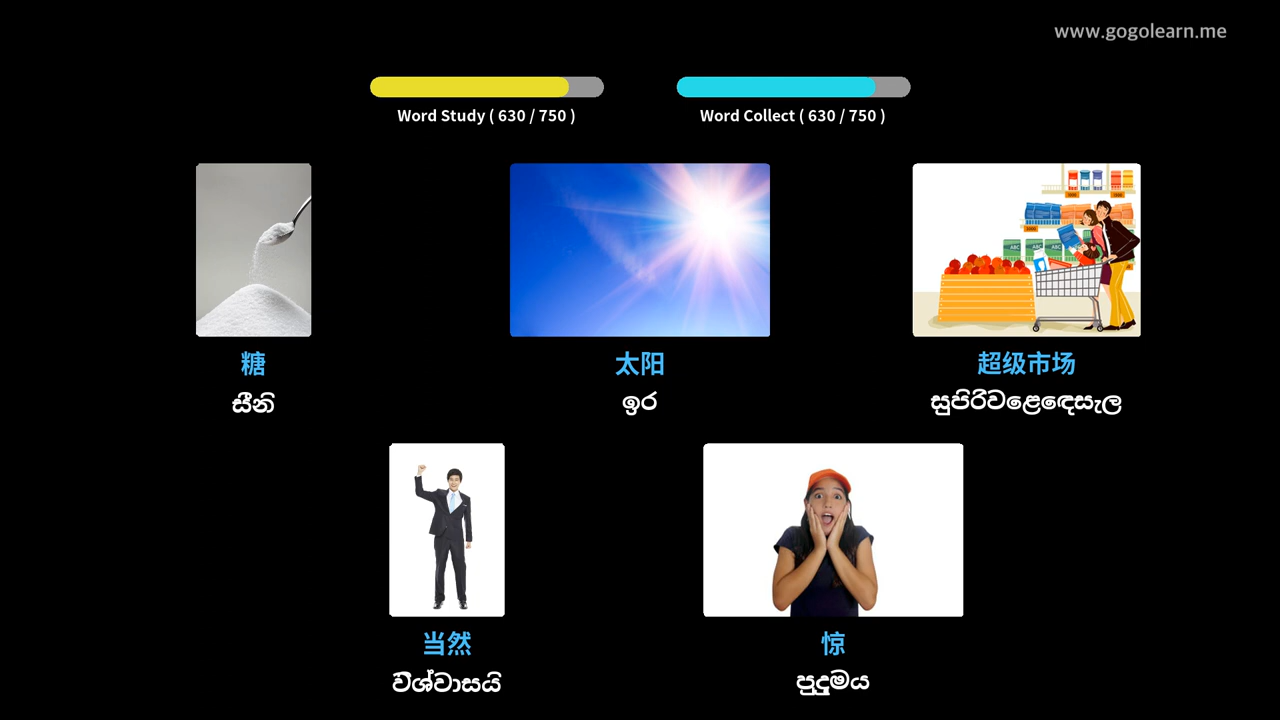 www.gogolearn.me
Word Study ( 630 / 750 )
Word Collect ( 630 / 750 )
糖
සීනි
太阳
ඉර
超级市场
සුපිරිවළෙඳෙසැල
当然
විශ්වාසයි
惊
පුදුමය